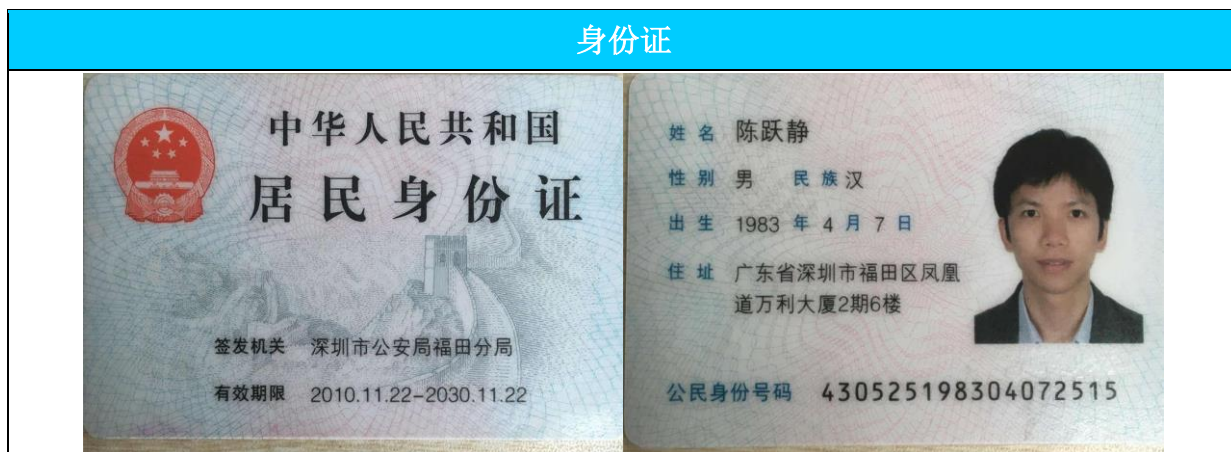 身份证
中华人民共和国
居民身份证
签发机关 深圳市公安局福田分局
有效期限 2010.11.22-2030.11.22
姓名 陈跃静
性别 男 民族 汉
出生 1983 年 4 月 7 日
住址 广东省深圳市福田区凤凰
道万利大厦2期6楼
公民身份号码 430525198304072515